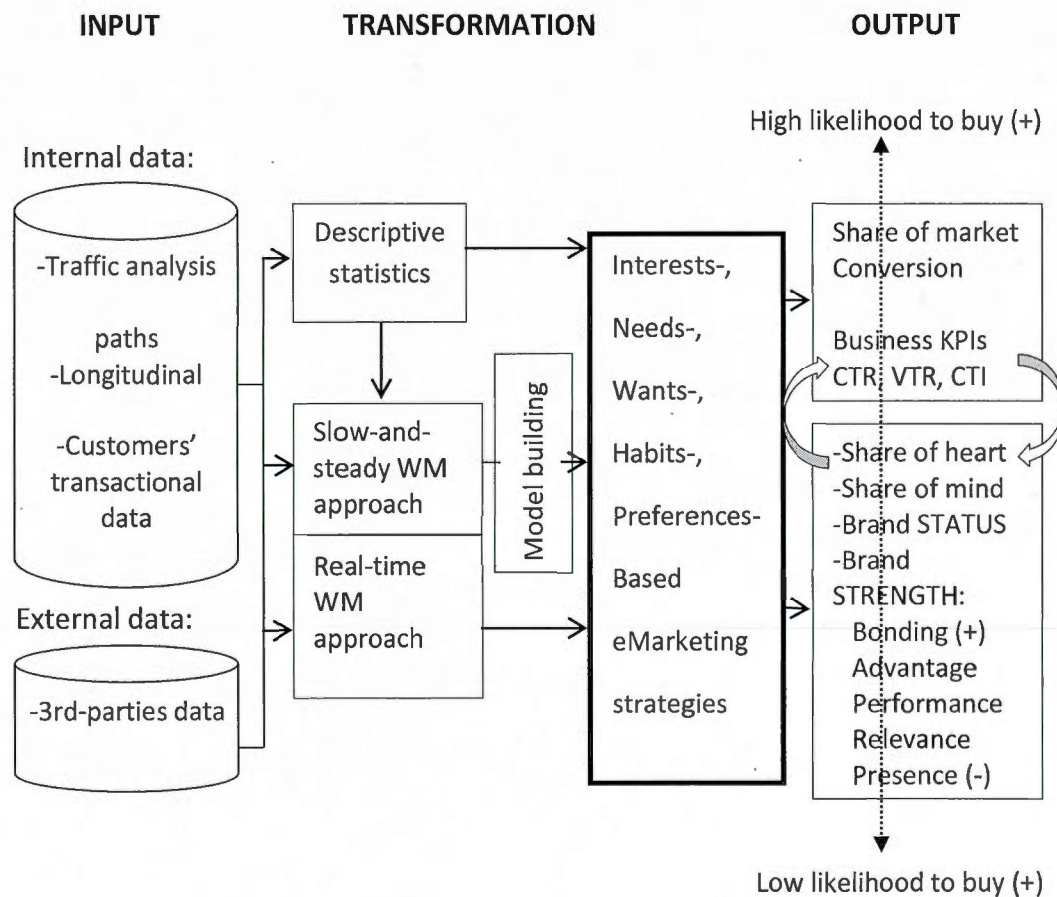 INPUT
TRANSFORMATION
OUTPUT
Internal data:
-Traffic analysis
paths
-Longitudinal
-Customers'
transactional
data
External data:
-3rd-parties data
Descriptive
statistics
Slow-and-
steady WM
approach
Real-time
WM
approach
Model building
Interests-,
Needs-,
Wants-,
Habits-,
Preferences-
Based
eMarketing
strategies
High likelihood to buy (+)
Share of market
Conversion
Business KPIs
CTR, VTR, CTI
-Share of heart
-Share of mind
-Brand STATUS
-Brand
STRENGTH:
Bonding (+)
Advantage
Performance
Relevance
Presence (-)
Low likelihood to buy (+)